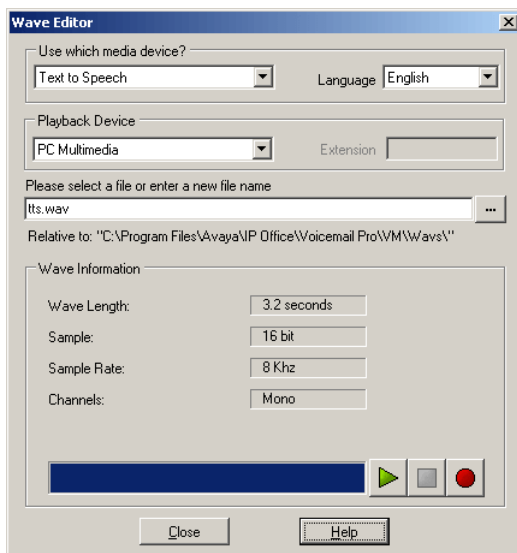 Wave Editor
Use which media device?
Text to Speech
Language English
Playback Device
PC Multimedia
Extension
Please select a file or enter a new file name
tts.wav
...
Relative to: "C:\Program Files\Avaya\IP Office\Voicemail Pro\VM\Wavs\"
Wave Information
Wave Length: 3.2 seconds
Sample: 16 bit
Sample Rate: 8 Khz
Channels: Mono
Close Help